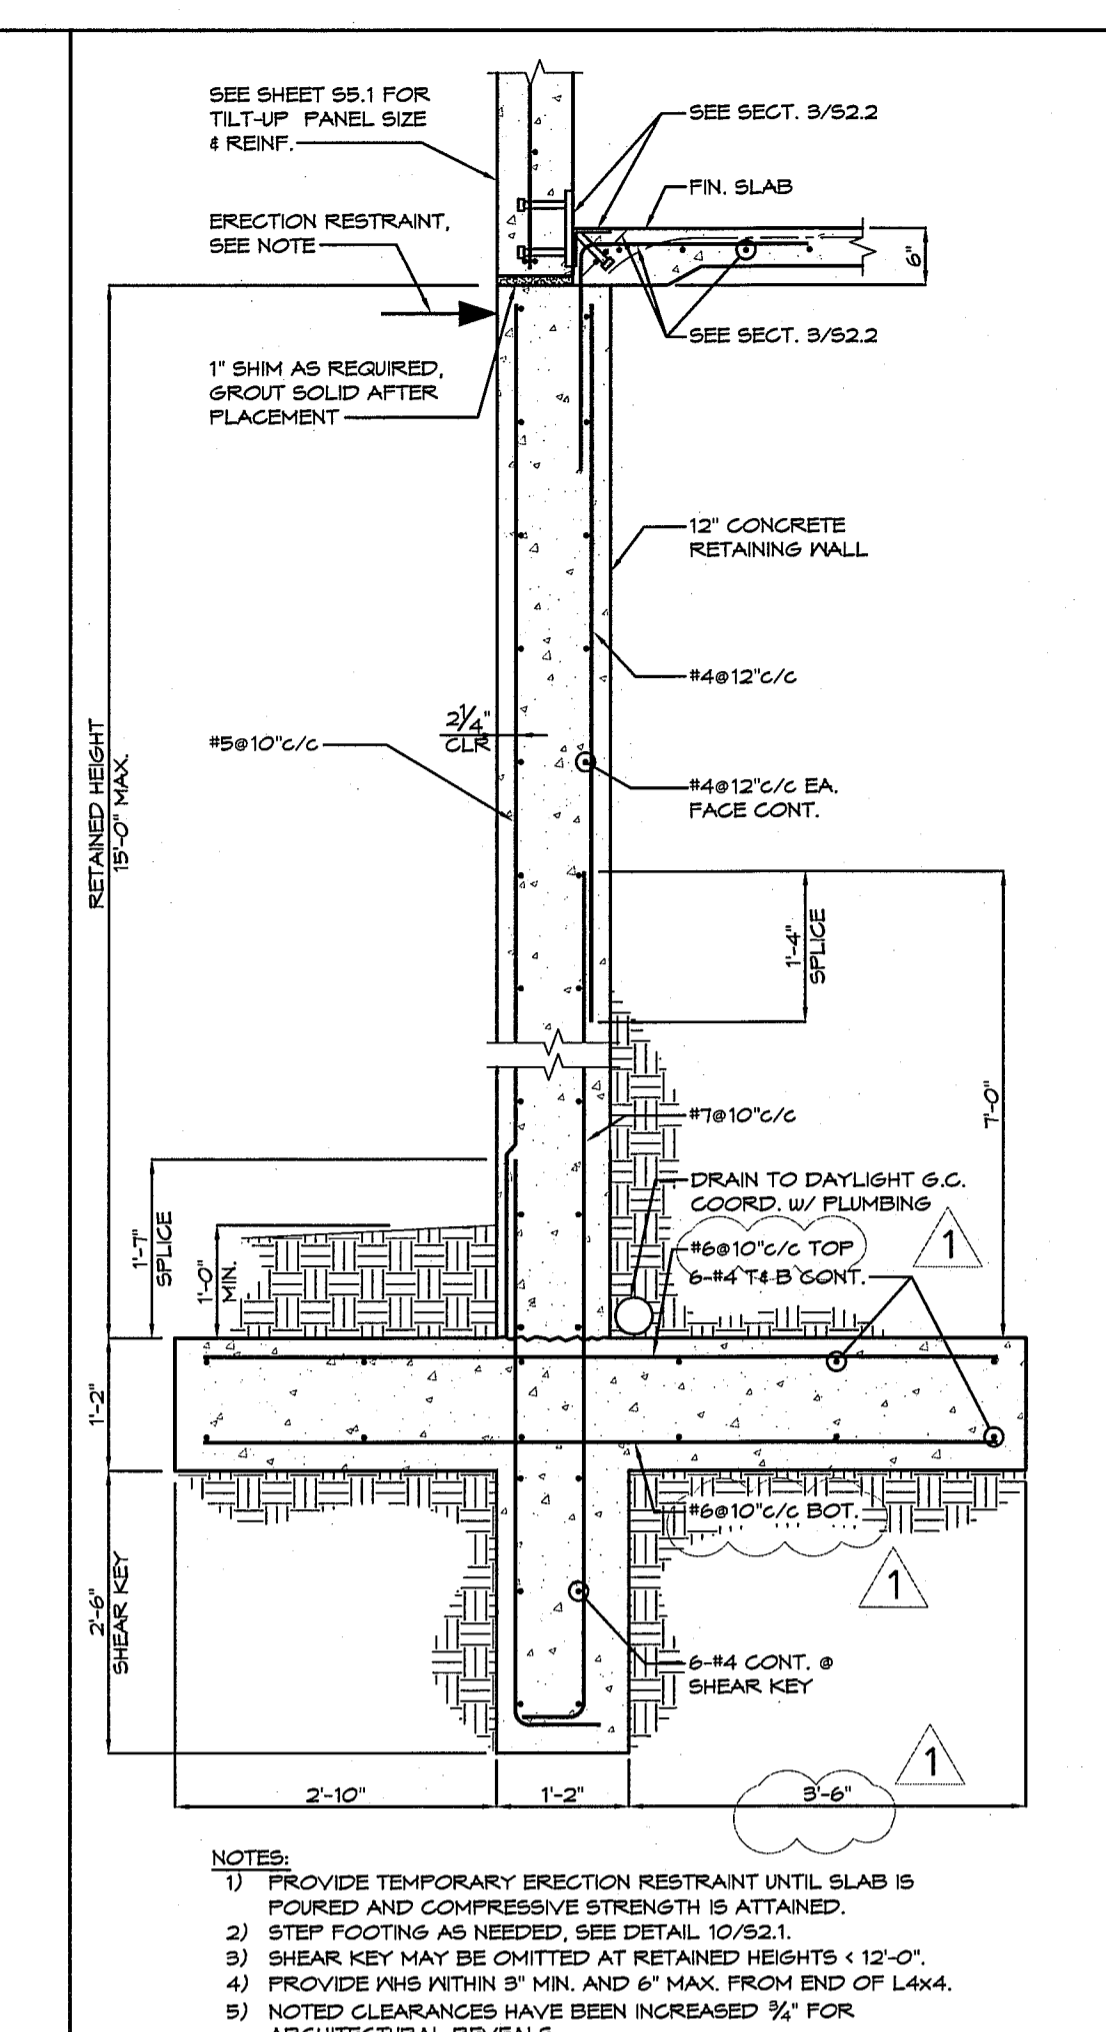 SEE SHEET S5.1 FOR
TILT-UP PANEL SIZE
& REINF.
SEE SECT. 3/S2.2
FIN. SLAB
ERECTION RESTRAINT,
SEE NOTE
6"
SEE SECT. 3/S2.2
1" SHIM AS REQUIRED,
GROUT SOLID AFTER
PLACEMENT
12" CONCRETE
RETAINING WALL
#4@12"c/c
2 1/4"
CLR
#5@10"c/c
#4@12"c/c EA.
FACE CONT.
RETAINED HEIGHT
15'-0" MAX.
1'-4"
SPLICE
7'-0"
#7@10"c/c
DRAIN TO DAYLIGHT G.C.
COORD. w/ PLUMBING
1'-7"
SPLICE
1'-0"
MIN.
#6@10"c/c TOP
6-#4 T&B CONT.
1
1'-2"
#6@10"c/c BOT.
1
2'-6"
SHEAR KEY
6-#4 CONT. @
SHEAR KEY
1
2'-10"
1'-2"
3'-6"
NOTES:
1) PROVIDE TEMPORARY ERECTION RESTRAINT UNTIL SLAB IS
POURED AND COMPRESSIVE STRENGTH IS ATTAINED.
2) STEP FOOTING AS NEEDED, SEE DETAIL 10/S2.1.
3) SHEAR KEY MAY BE OMITTED AT RETAINED HEIGHTS < 12'-0".
4) PROVIDE WHS WITHIN 3" MIN. AND 6" MAX. FROM END OF L4x4.
5) NOTED CLEARANCES HAVE BEEN INCREASED 3/4" FOR
ARCHITECTURAL REVEALS